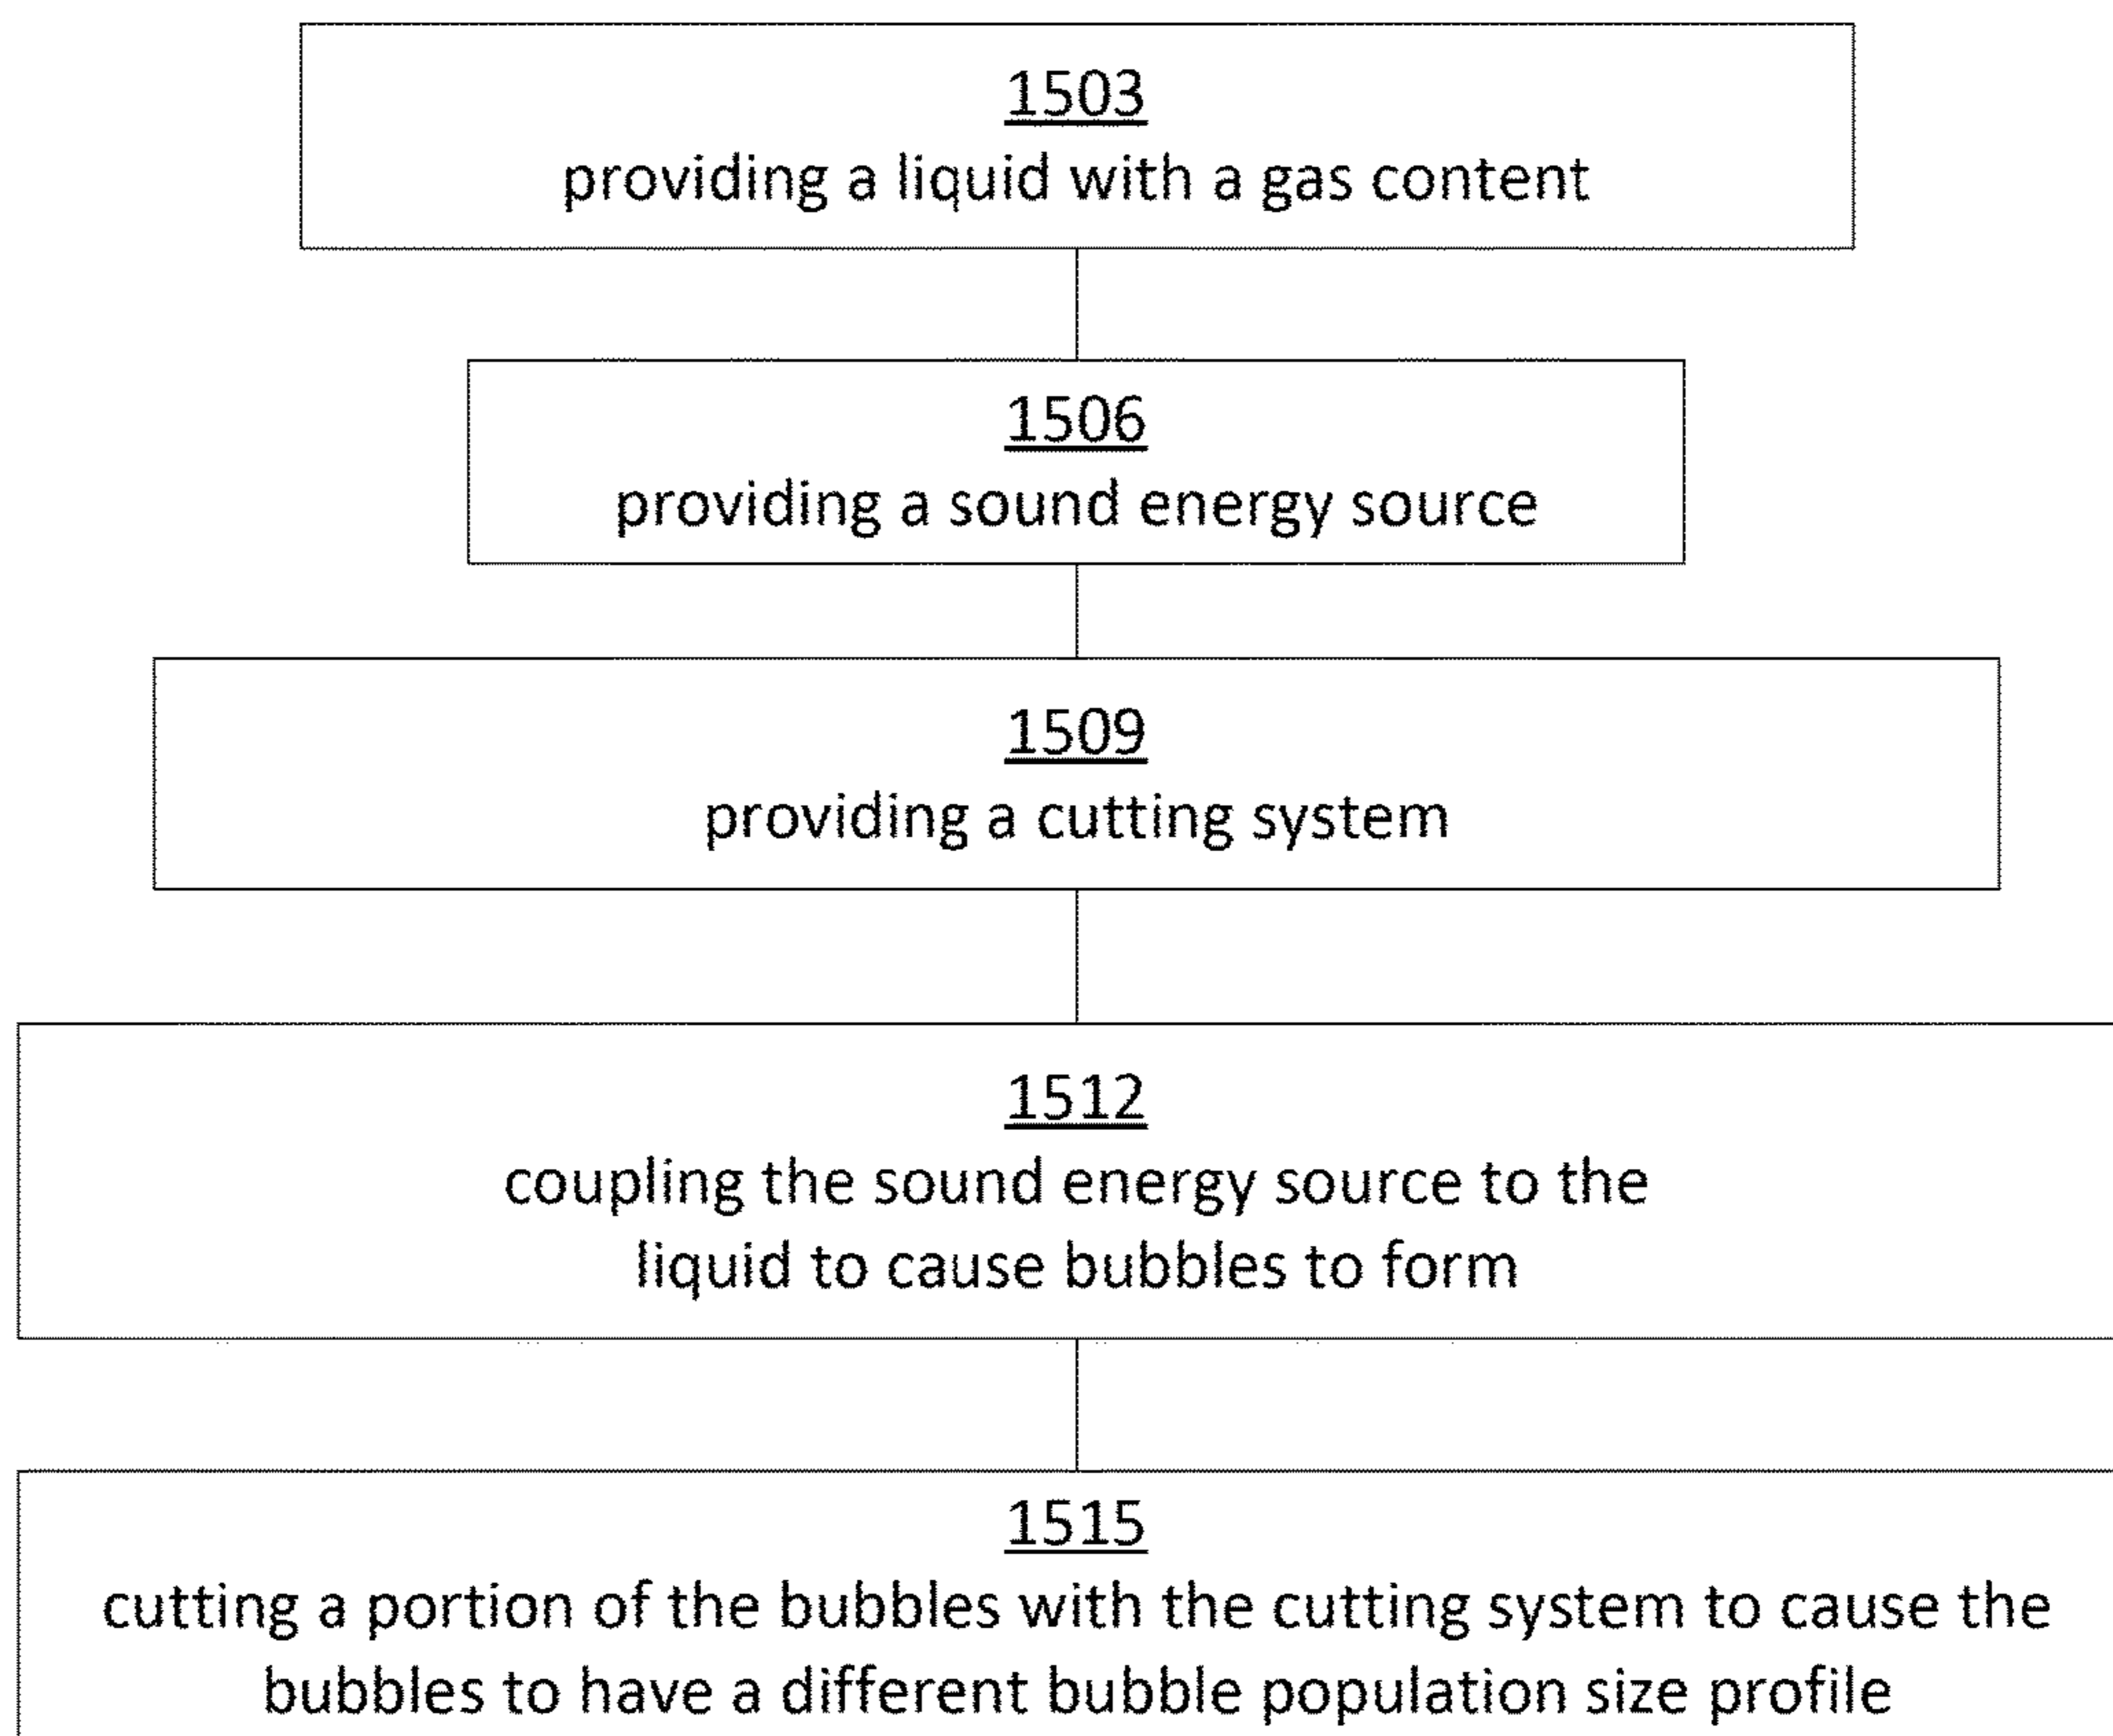 1503
providing a liquid with a gas content
1506
providing a sound energy source
1509
providing a cutting system
1512
coupling the sound energy source to the
liquid to cause bubbles to form
1515
cutting a portion of the bubbles with the cutting system to cause the
bubbles to have a different bubble population size profile